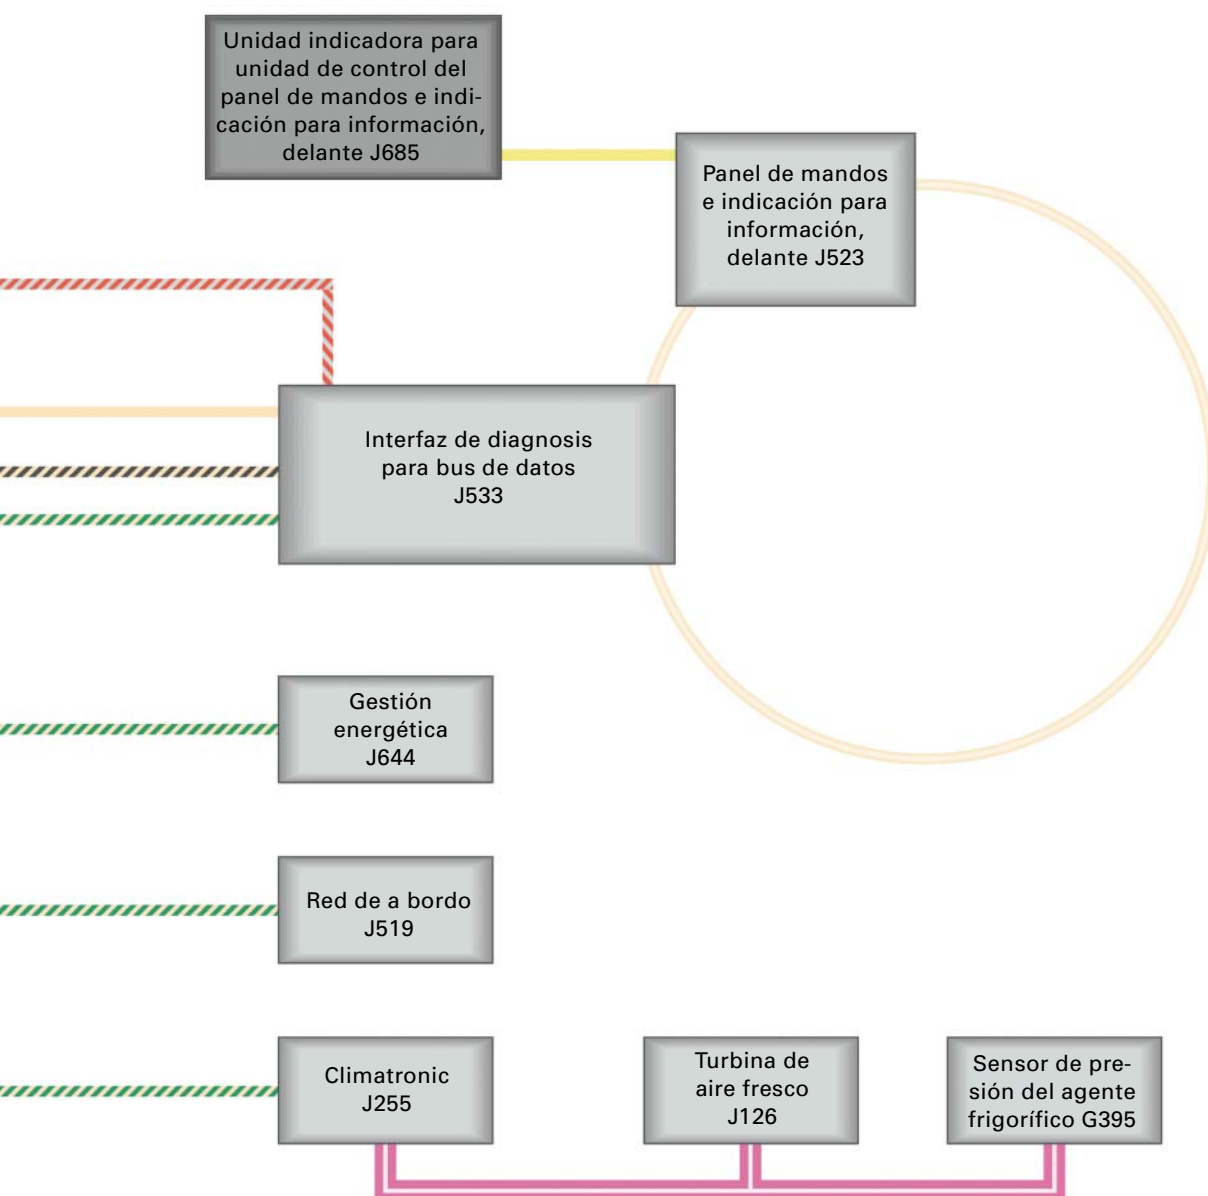 Unidad indicadora para
unidad de control del
panel de mandos e indi-
cación para información,
delante J685
Panel de mandos
e indicación para
información,
delante J523
Interfaz de diagnosis
para bus de datos
J533
Gestión
energética
J644
Red de a bordo
J519
Climatronic
J255
Turbina de
aire fresco
J126
Sensor de pre-
sión del agente
frigorífico G395